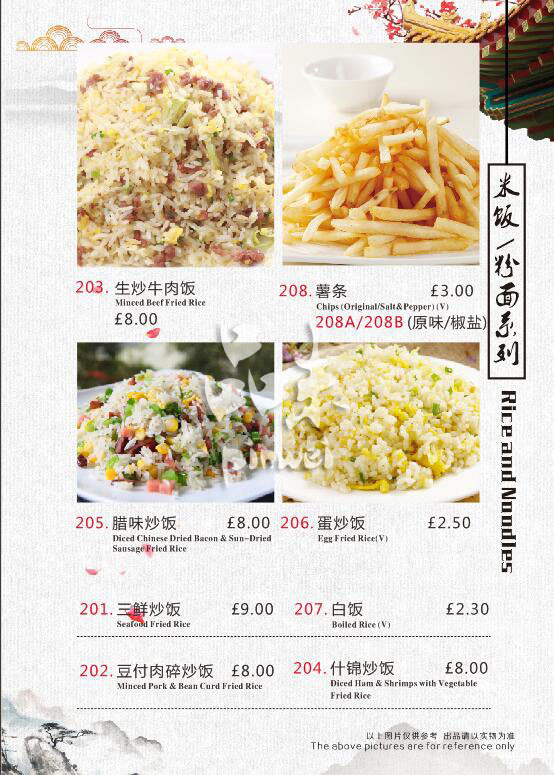 米饭/粉面系列
Rice and Noodles
203. 生炒牛肉饭
Minced Beef Fried Rice
£8.00
208. 薯条 £3.00
Chips (Original/Salt&Pepper) (V)
208A/208B (原味/椒盐)
品味
pinwei
205. 腊味炒饭 £8.00
Diced Chinese Dried Bacon & Sun-Dried
Sausage Fried Rice
206. 蛋炒饭 £2.50
Egg Fried Rice(V)
201. 三鲜炒饭 £9.00
Seafood Fried Rice
207. 白饭 £2.30
Boiled Rice (V)
202. 豆付肉碎炒饭 £8.00
Minced Pork & Bean Curd Fried Rice
204. 什锦炒饭 £8.00
Diced Ham & Shrimps with Vegetable
Fried Rice
以上图片仅供参考 出品请以实物为准
The above pictures are for reference only